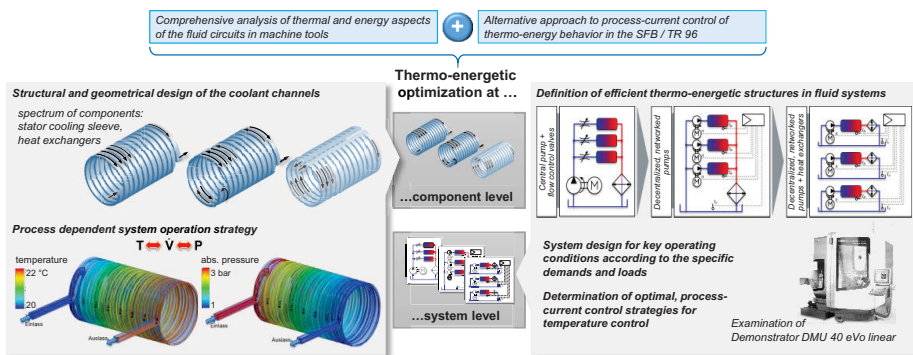 Comprehensive analysis of thermal and energy aspects
of the fluid circuits in machine tools
+
Alternative approach to process-current control of
thermo-energy behavior in the SFB / TR 96
Thermo-energetic
optimization at …
Structural and geometrical design of the coolant channels
spectrum of components:
stator cooling sleeve,
heat exchangers
Process dependent system operation strategy
T V̇ P
temperature
22 °C
20
Einlass
Auslass
abs. pressure
3 bar
1
Einlass
Auslass
…component level
…system level
Definition of efficient thermo-energetic structures in fluid systems
Central pump +
flow control valves
M
Decentralized, networked
pumps
M
M
M
Decentralized, networked
pumps + heat exchangers
M
M
M
System design for key operating
conditions according to the specific
demands and loads
Determination of optimal, process-
current control strategies for
temperature control
Examination of
Demonstrator DMU 40 eVo linear